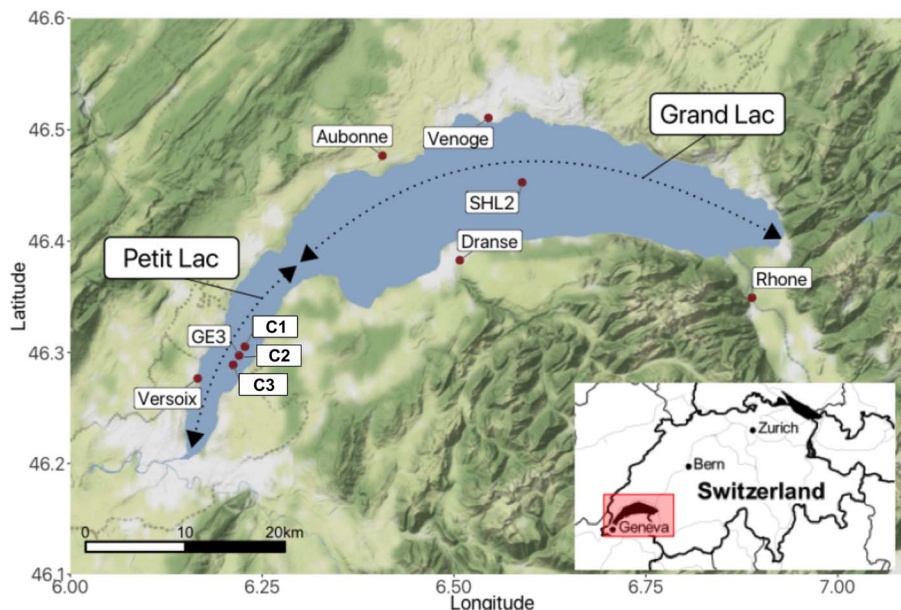 46.6
46.5
46.4
46.3
46.2
46.1
Latitude
Grand Lac
Aubonne
Venoge
SHL2
Dranse
Petit Lac
Rhone
GE3
C1
C2
C3
Versoix
Zurich
Bern
Switzerland
Geneva
0 10 20km
6.00 6.25 6.50 6.75 7.00
Longitude